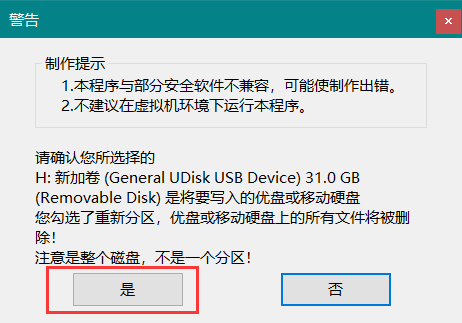 警告
制作提示
1.本程序与部分安全软件不兼容，可能使制作出错。
2.不建议在虚拟机环境下运行本程序。
请确认您所选择的
H: 新加卷 (General UDisk USB Device) 31.0 GB
(Removable Disk) 是将要写入的优盘或移动硬盘
您勾选了重新分区，优盘或移动硬盘上的所有文件将被删
除！
注意是整个磁盘，不是一个分区！
是
否